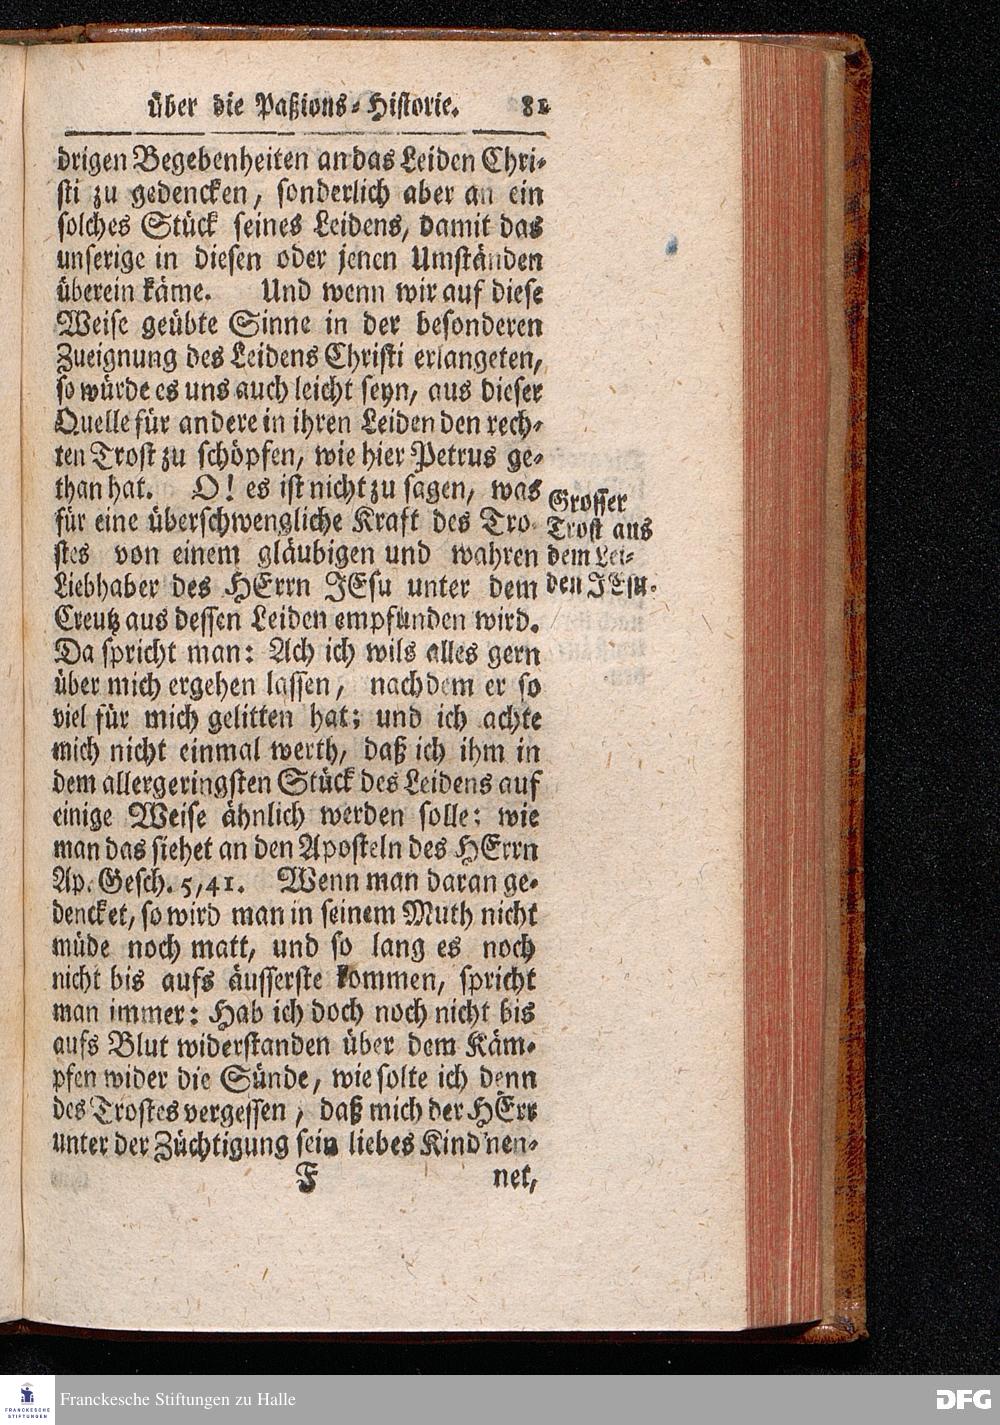 über die Paßions-Historie. 81
drigen Begebenheiten an das Leiden Chri-
sti zu gedencken, sonderlich aber an ein
solches Stück seines Leidens, damit das
unserige in diesen oder jenen Umständen
überein käme. Und wenn wir auf diese
Weise geübte Sinne in der besonderen
Zueignung des Leidens Christi erlangeten,
so würde es uns auch leicht seyn, aus dieser
Quelle für andere in ihren Leiden den rech-
ten Trost zu schöpfen, wie hier Petrus ge-
than hat. O! es ist nicht zu sagen, was
für eine überschwengliche Kraft des Tro-
stes von einem gläubigen und wahren
Liebhaber des HErrn JEsu unter dem
Creutz aus dessen Leiden empfunden wird.
Da spricht man: Ach ich wils alles gern
über mich ergehen lassen, nachdem er so
viel für mich gelitten hat; und ich achte
mich nicht einmal werth, daß ich ihm in
dem allergeringsten Stück des Leidens auf
einige Weise ähnlich werden solle: wie
man das siehet an den Aposteln des HErrn
Ap. Gesch. 5,41. Wenn man daran ge-
dencket, so wird man in seinem Muth nicht
müde noch matt, und so lang es noch
nicht bis aufs äusserste kommen, spricht
man immer: Hab ich doch noch nicht bis
aufs Blut widerstanden über dem Käm-
pfen wider die Sünde, wie solte ich denn
des Trostes vergessen, daß mich der HErr
unter der Züchtigung sein liebes Kind nen-
F net,
Grosser
Trost aus
dem Lei-
den JEsu.
FRANCKESCHE
STIFTUNGEN
Franckesche Stiftungen zu Halle
DFG